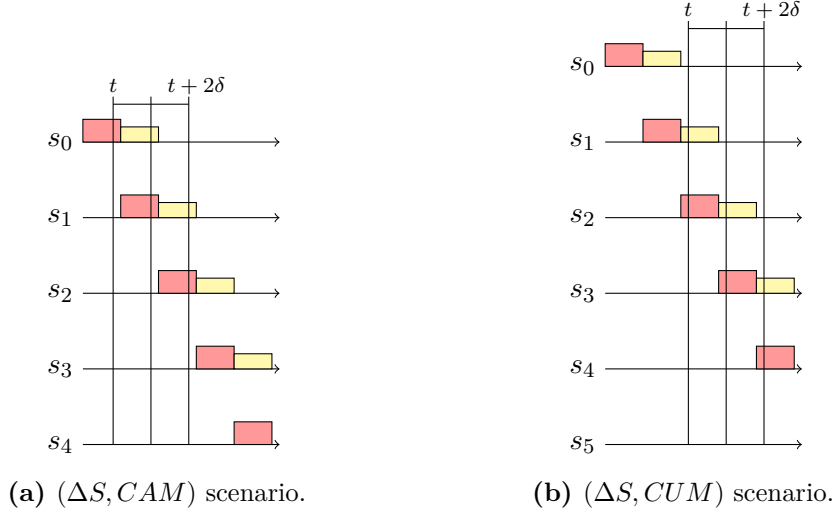 t t + 2δ
s0
s1
s2
s3
s4
(a) (ΔS, CAM) scenario.
t t + 2δ
s0
s1
s2
s3
s4
s5
(b) (ΔS, CUM) scenario.